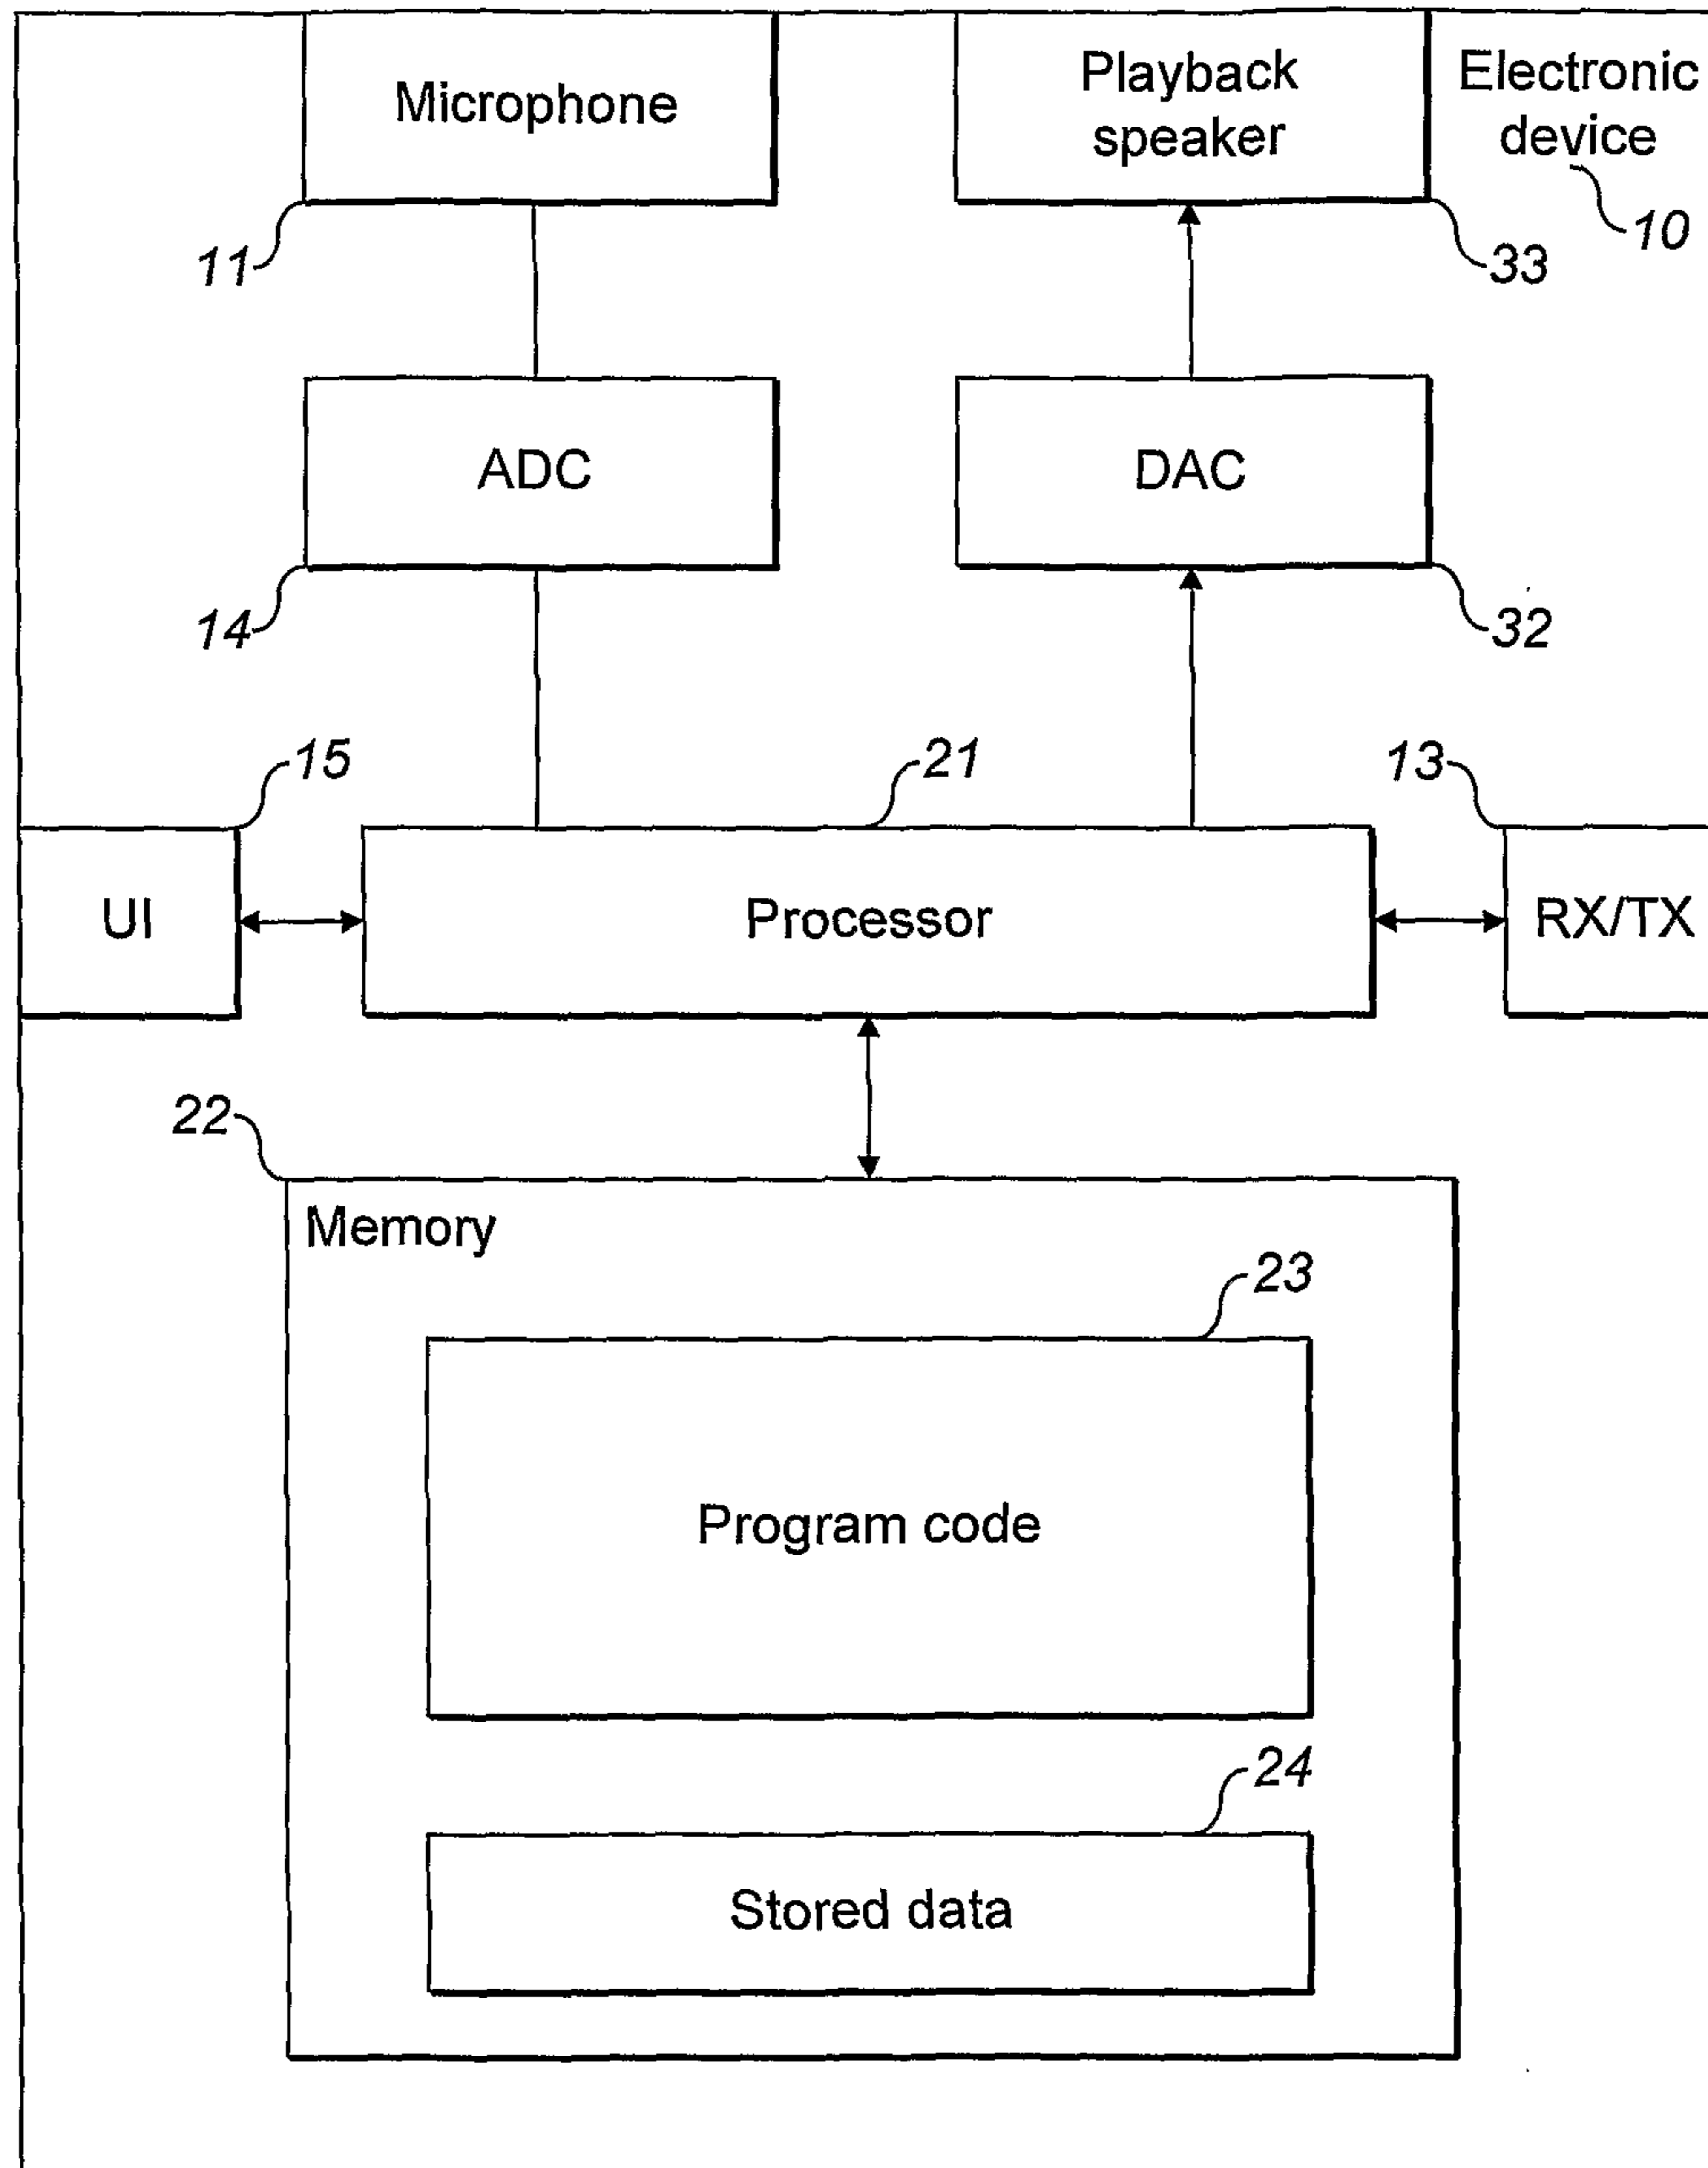 Microphone
Playback
speaker
Electronic
device
10
11
33
ADC
DAC
14
32
15
21
13
UI
Processor
RX/TX
22
Memory
23
Program code
24
Stored data